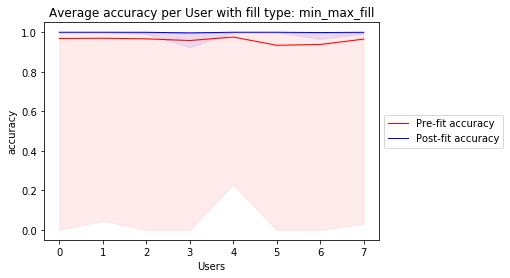 Average accuracy per User with fill type: min_max_fill
1.0
0.8
0.6
0.4
0.2
0.0
accuracy
0 1 2 3 4 5 6 7
Users
Pre-fit accuracy
Post-fit accuracy